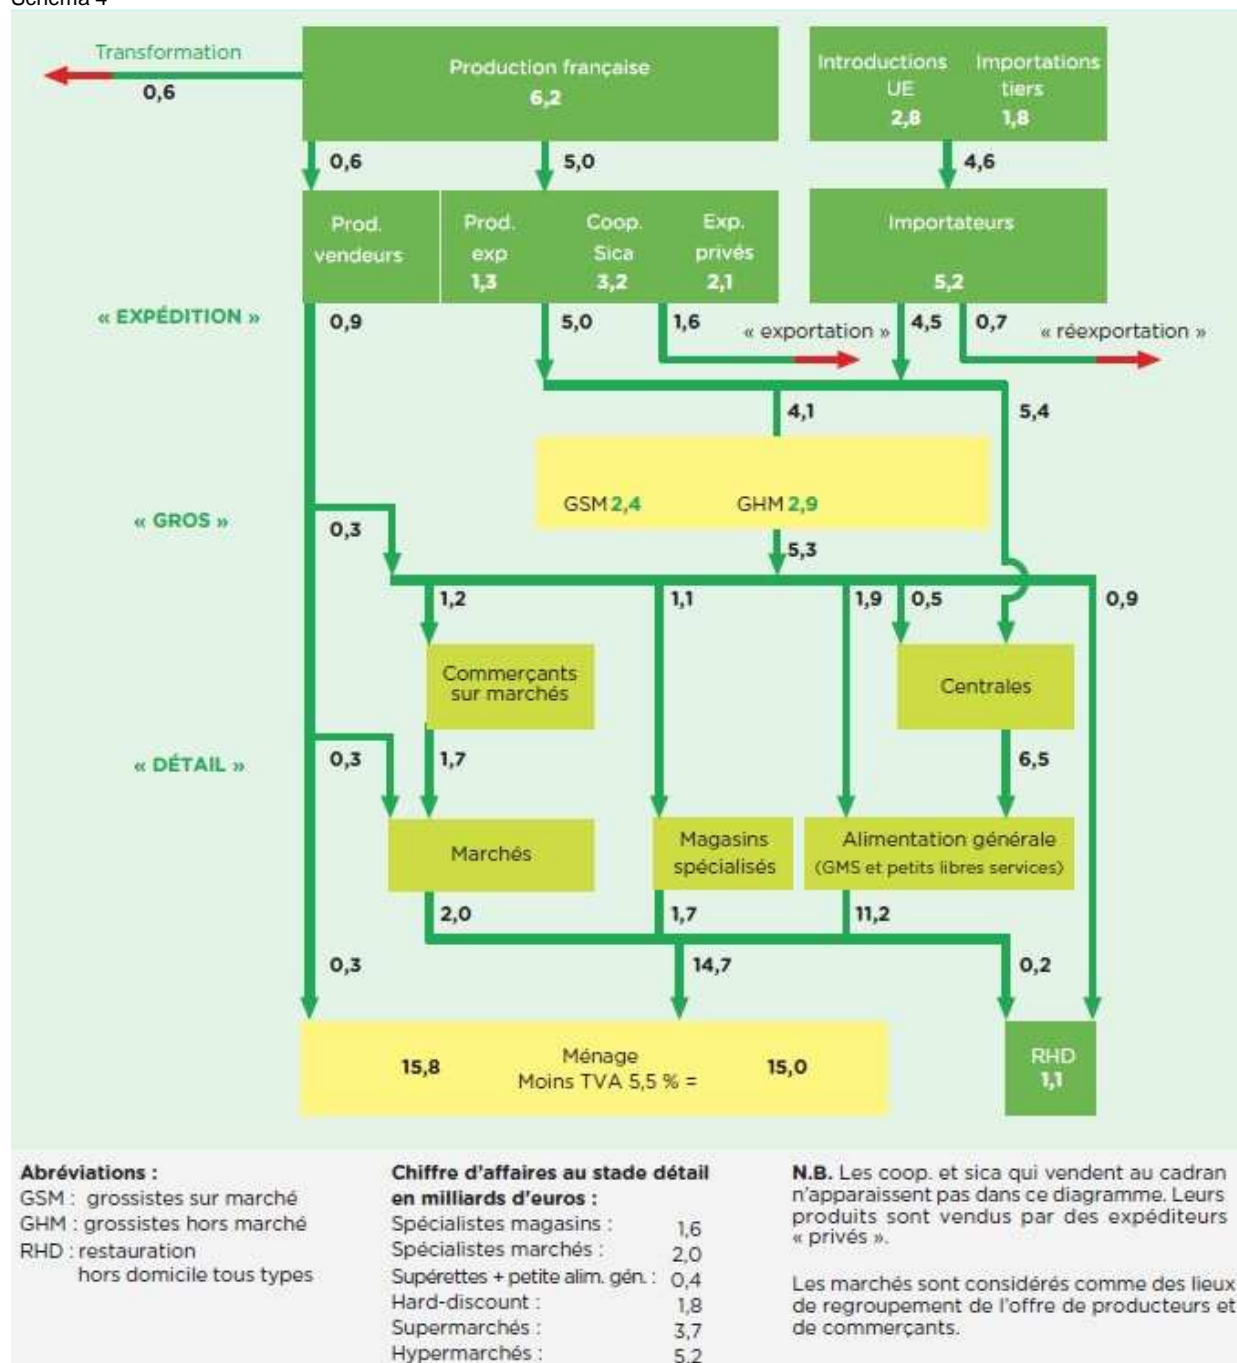 Schéma 4
Transformation
0,6
Production française
6,2
Introductions
UE
2,8
Importations
tiers
1,8
0,6
5,0
4,6
Prod.
vendeurs
Prod.
exp
1,3
Coop.
Sica
3,2
Exp.
privés
2,1
Importateurs
5,2
« EXPÉDITION »
0,9
5,0
1,6
« exportation »
4,5
0,7
« réexportation »
4,1
5,4
GSM 2,4
GHM 2,9
« GROS »
0,3
5,3
1,2
1,1
1,9
0,5
0,9
Commerçants
sur marchés
Centrales
« DÉTAIL »
0,3
1,7
6,5
Marchés
Magasins
spécialisés
Alimentation générale
(GMS et petits libres services)
2,0
1,7
11,2
0,3
14,7
0,2
15,8
Ménage
Moins TVA 5,5 % =
15,0
RHD
1,1
Abréviations :
GSM : grossistes sur marché
GHM : grossistes hors marché
RHD : restauration
hors domicile tous types
Chiffre d'affaires au stade détail
en milliards d'euros :
Spécialistes magasins : 1,6
Spécialistes marchés : 2,0
Supérettes + petite alim. gén. : 0,4
Hard-discount : 1,8
Supermarchés : 3,7
Hypermarchés : 5,2
N.B. Les coop. et sica qui vendent au cadran
n'apparaissent pas dans ce diagramme. Leurs
produits sont vendus par des expéditeurs
« privés ».
Les marchés sont considérés comme des lieux
de regroupement de l'offre de producteurs et
de commerçants.